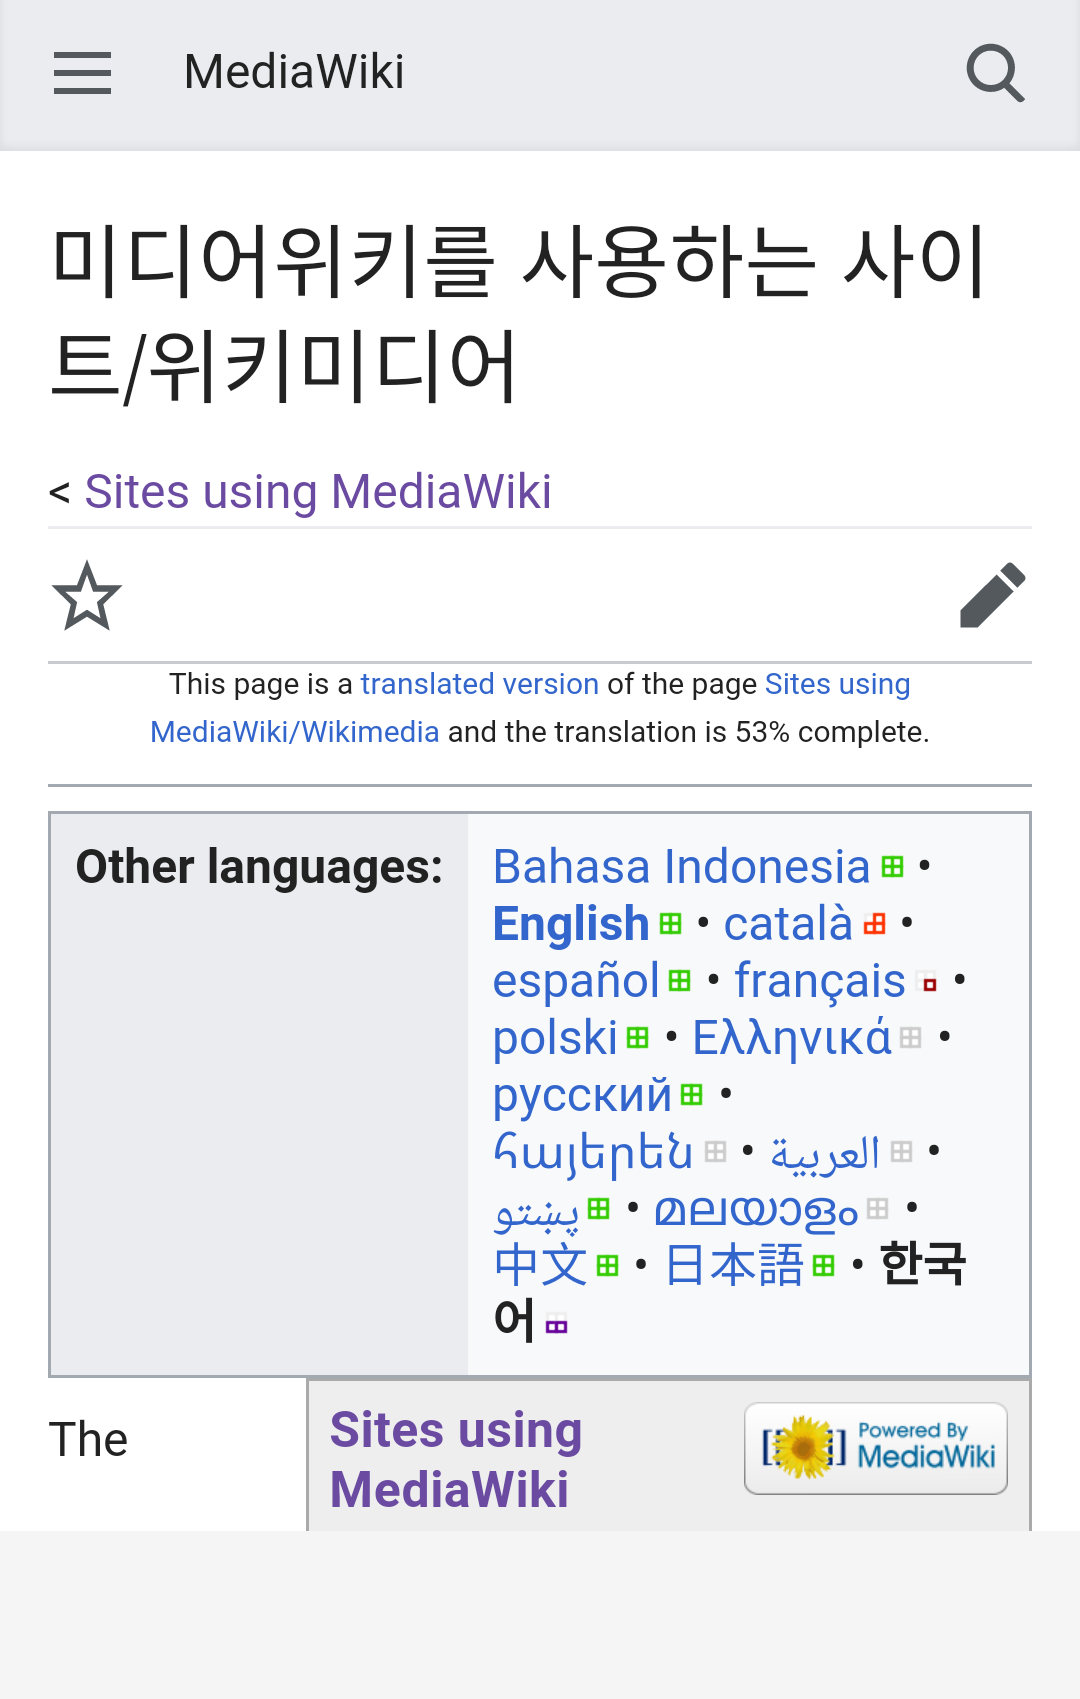 MediaWiki
미디어위키를 사용하는 사이
트/위키미디어
< Sites using MediaWiki
This page is a translated version of the page Sites using
MediaWiki/Wikimedia and the translation is 53% complete.
Other languages:
Bahasa Indonesia •
English • català •
español • français •
polski • Ελληνικά •
русский •
հայերեն • العربية •
پښتو • മലയാളം •
中文 • 日本語 • 한국
어
The
Sites using
MediaWiki
Powered By
MediaWiki